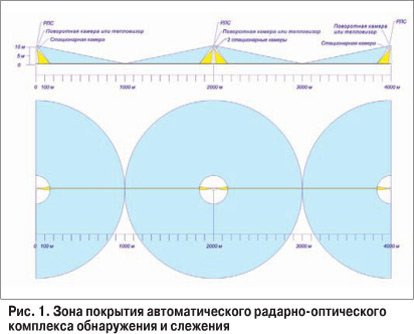 РЛС
Поворотная камера или тепловизор
Стационарная камера
РЛС
Поворотная камера или тепловизор
2 стационарные камеры
РЛС
Поворотная камера или тепловизор
Стационарная камера
10 м
5 м
0
0 100 м 1000 м 2000 м 3000 м 4000 м
0 100 м 1000 м 2000 м 3000 м 4000 м
Рис. 1. Зона покрытия автоматического радарно-оптического
комплекса обнаружения и слежения